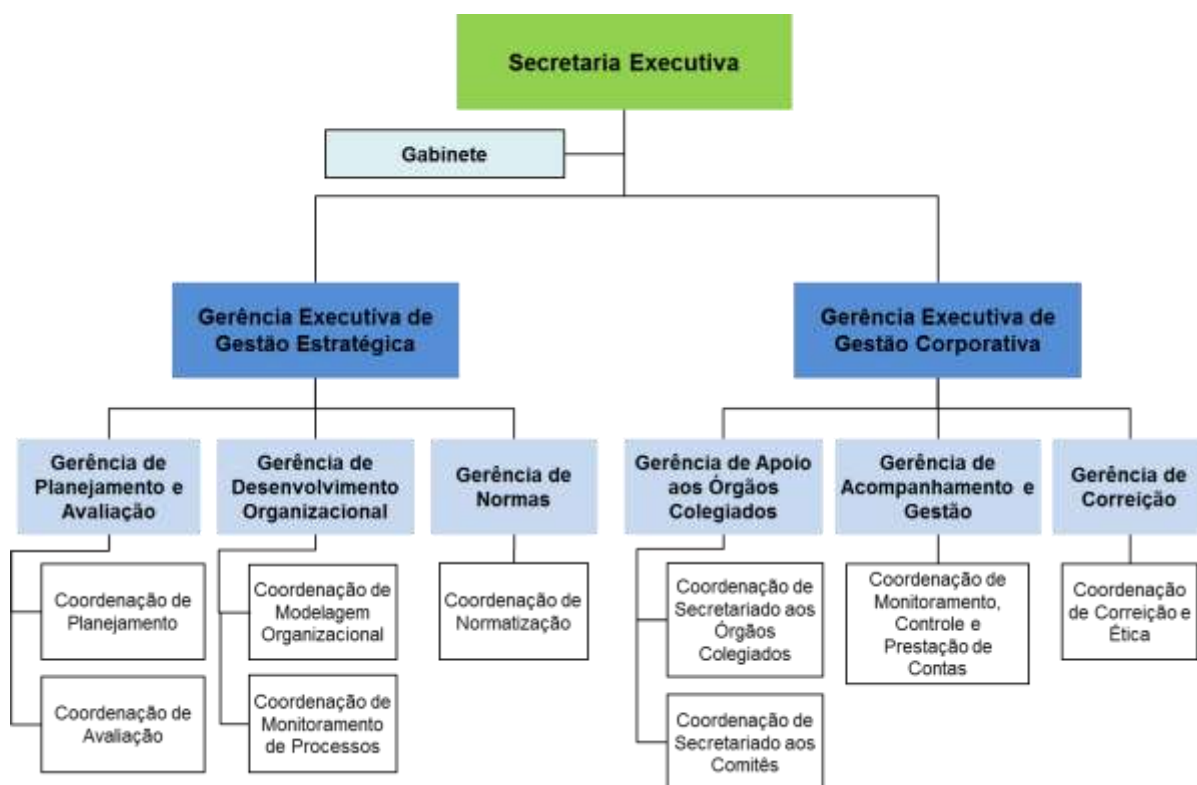 Secretaria Executiva
Gabinete
Gerência Executiva de
Gestão Estratégica
Gerência Executiva de
Gestão Corporativa
Gerência de
Planejamento e
Avaliação
Gerência de
Desenvolvimento
Organizacional
Gerência de
Normas
Gerência de Apoio
aos Órgãos
Colegiados
Gerência de
Acompanhamento e
Gestão
Gerência de
Correição
Coordenação de
Planejamento
Coordenação de
Modelagem
Organizacional
Coordenação de
Normatização
Coordenação de
Secretariado aos
Órgãos
Colegiados
Coordenação de
Monitoramento,
Controle e
Prestação de
Contas
Coordenação
de Correição e
Ética
Coordenação de
Avaliação
Coordenação de
Monitoramento
de Processos
Coordenação de
Secretariado aos
Comitês